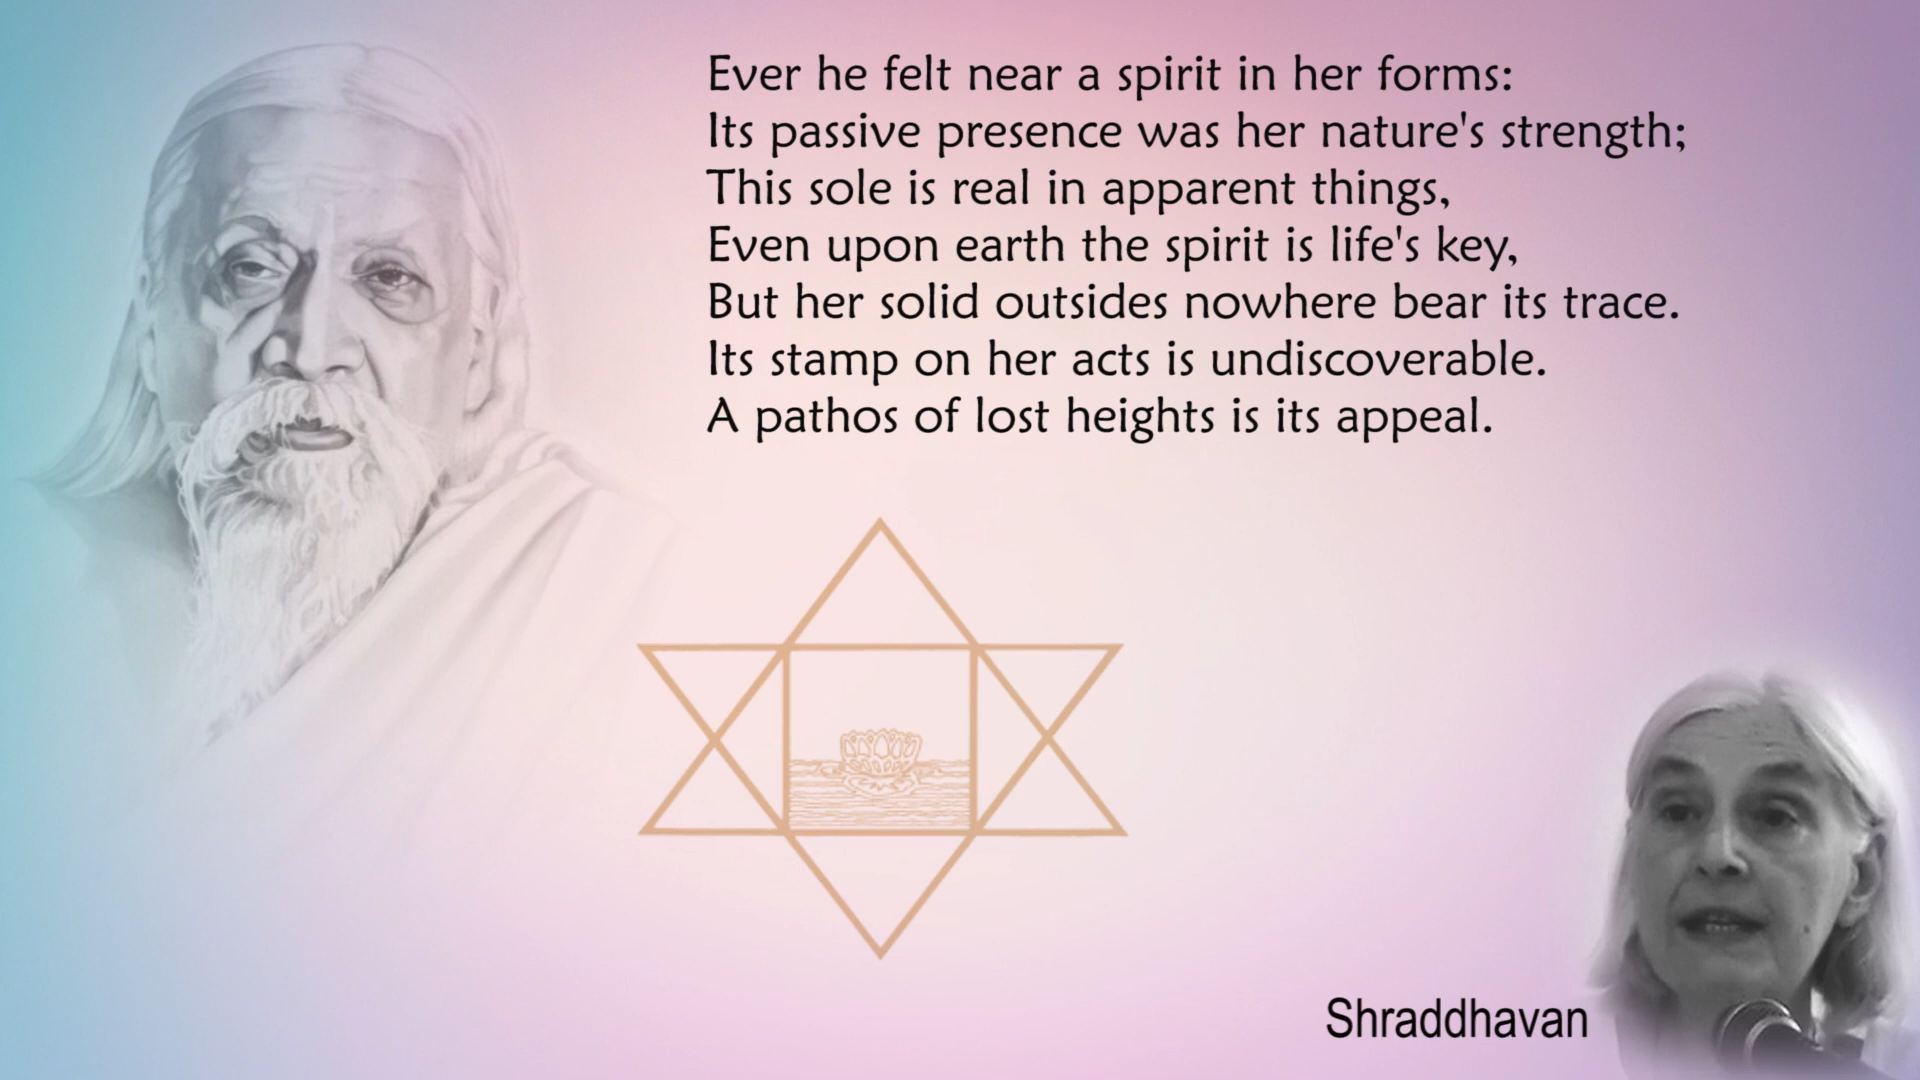 Ever he felt near a spirit in her forms:
Its passive presence was her nature's strength;
This sole is real in apparent things,
Even upon earth the spirit is life's key,
But her solid outsides nowhere bear its trace.
Its stamp on her acts is undiscoverable.
A pathos of lost heights is its appeal.
Shraddhavan